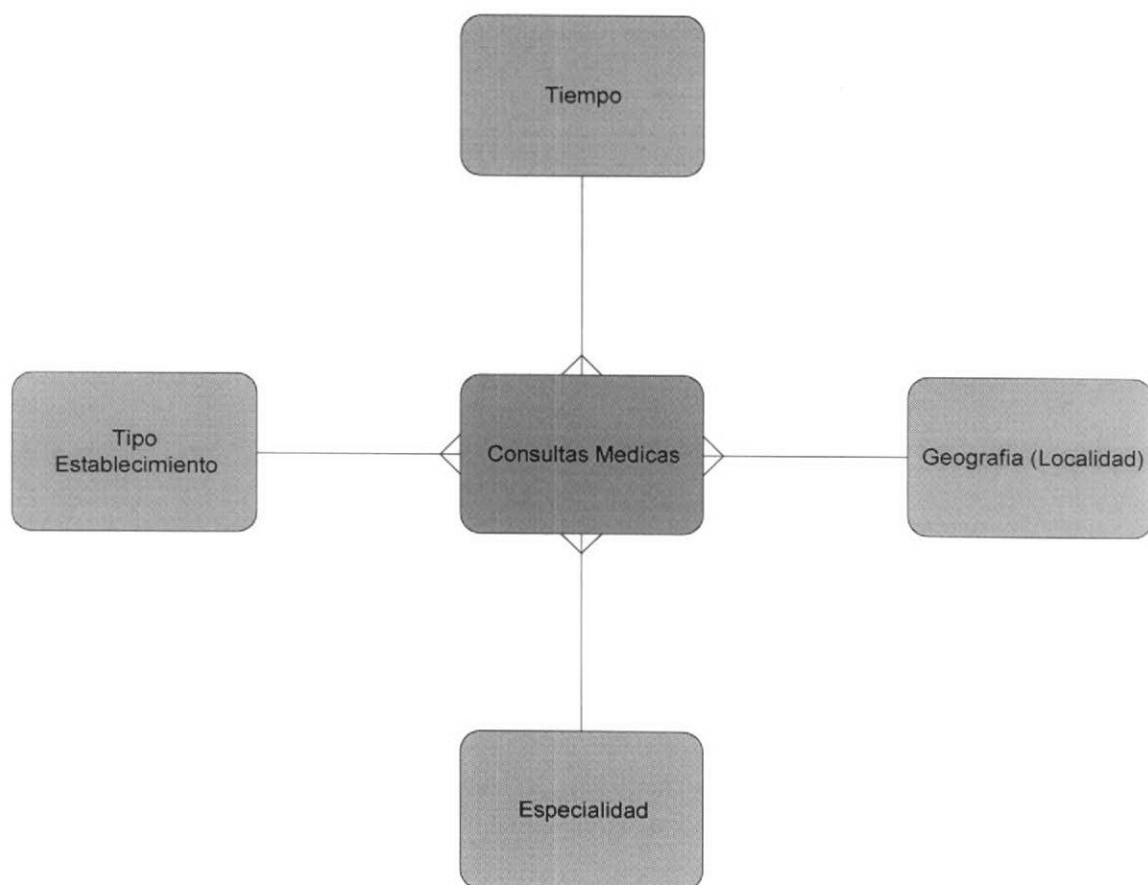 Tiempo
Tipo
Establecimiento
Consultas Medicas
Geografia (Localidad)
Especialidad